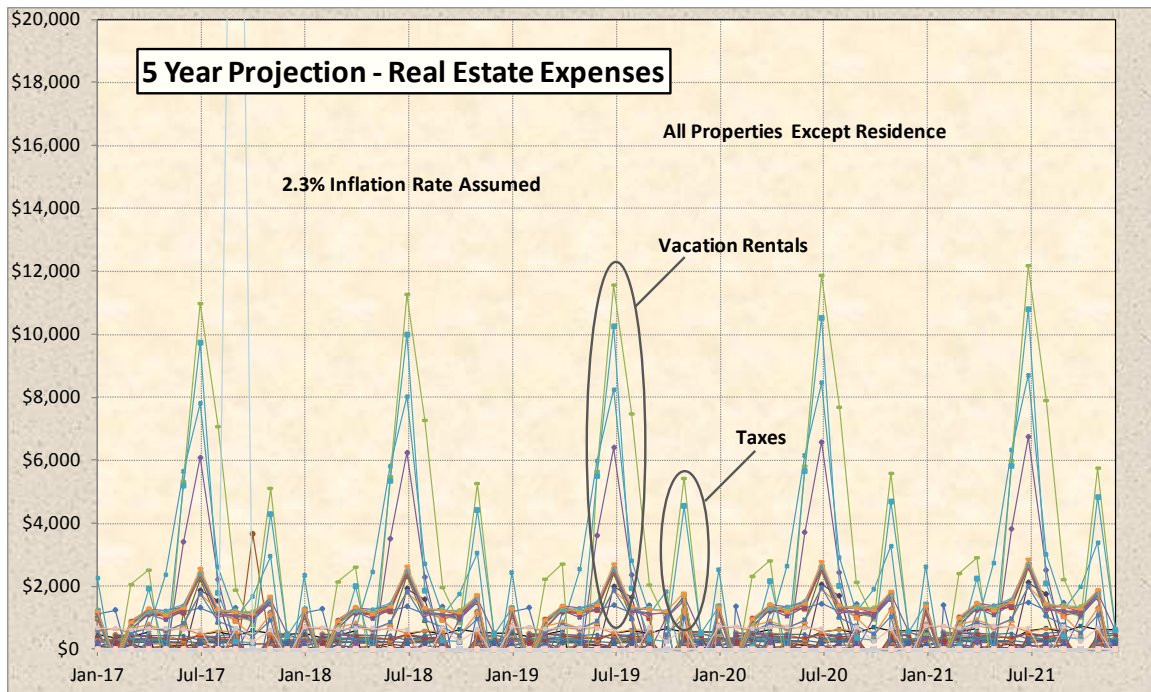 $20,000
$18,000
$16,000
$14,000
$12,000
$10,000
$8,000
$6,000
$4,000
$2,000
$0
5 Year Projection - Real Estate Expenses
All Properties Except Residence
2.3% Inflation Rate Assumed
Vacation Rentals
Taxes
Jan-17 Jul-17 Jan-18 Jul-18 Jan-19 Jul-19 Jan-20 Jul-20 Jan-21 Jul-21